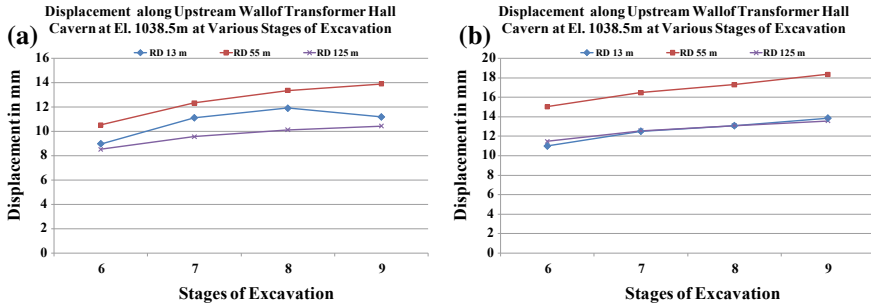 Displacement along Upstream Wallof Transformer Hall
Cavern at El. 1038.5m at Various Stages of Excavation
(a)
RD 13 m RD 55 m RD 125 m
16
14
12
10
8
6
4
2
0
Displacement in mm
6 7 8 9
Stages of Excavation
Displacement along Upstream Wallof Transformer Hall
Cavern at El. 1038.5m at Various Stages of Excavation
(b)
RD 13 m RD 55 m RD 125 m
20
18
16
14
12
10
8
6
4
2
0
Displacement in mm
6 7 8 9
Stages of Excavation